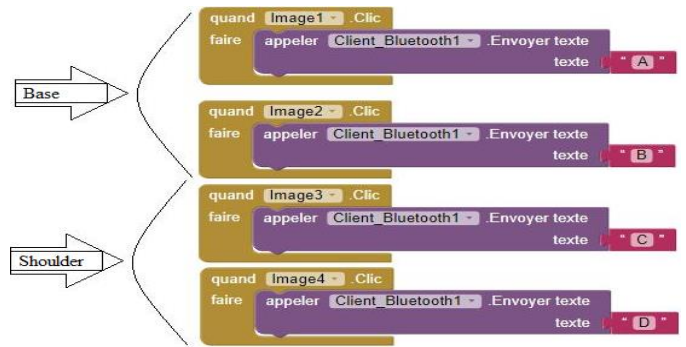 quand Image1 .Clic
faire appeler Client_Bluetooth1 .Envoyer texte
texte " A "
Base
quand Image2 .Clic
faire appeler Client_Bluetooth1 .Envoyer texte
texte " B "
quand Image3 .Clic
faire appeler Client_Bluetooth1 .Envoyer texte
texte " C "
Shoulder
quand Image4 .Clic
faire appeler Client_Bluetooth1 .Envoyer texte
texte " D "